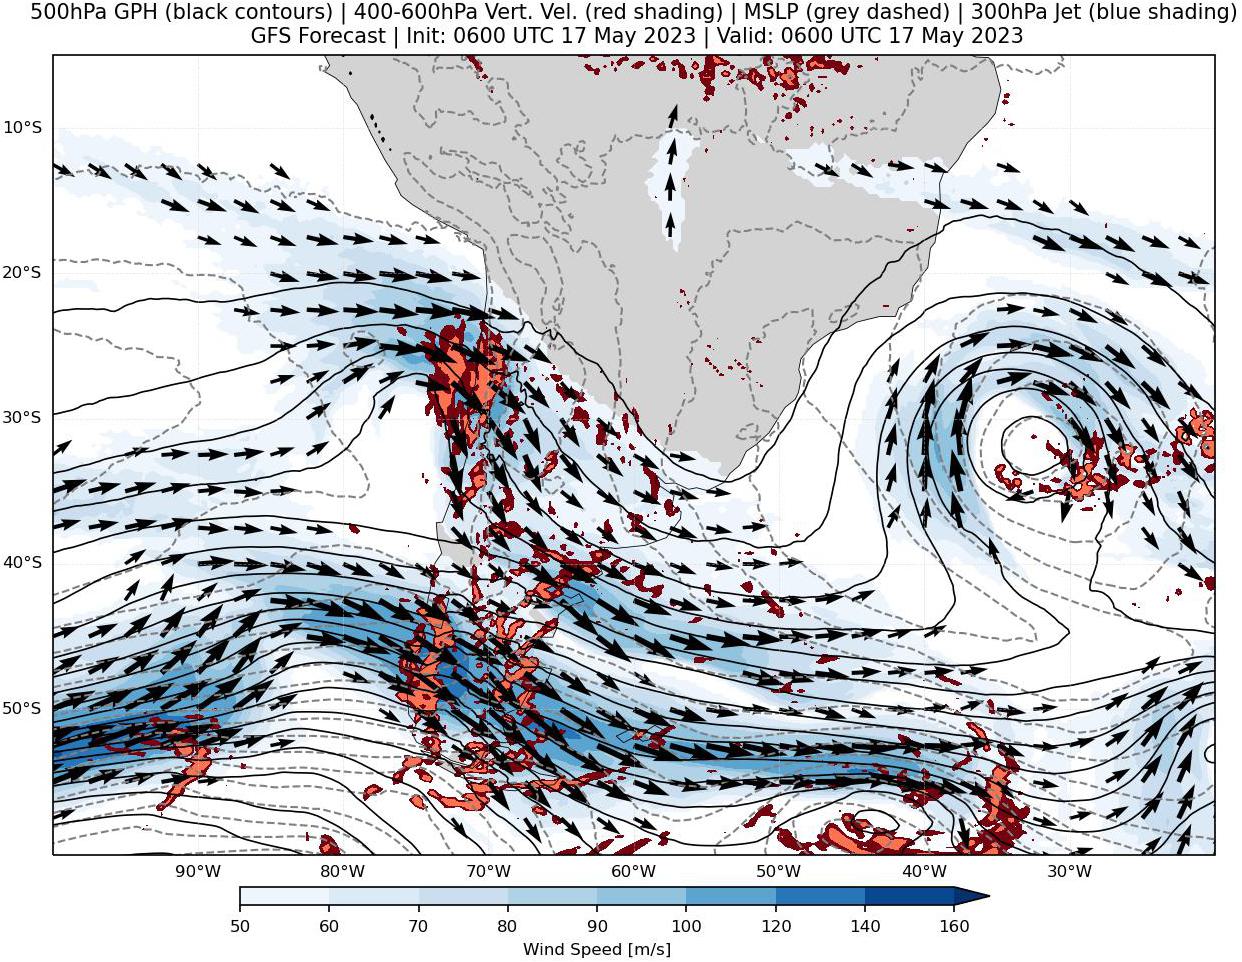 500hPa GPH (black contours) | 400-600hPa Vert. Vel. (red shading) | MSLP (grey dashed) | 300hPa Jet (blue shading)
GFS Forecast | Init: 0600 UTC 17 May 2023 | Valid: 0600 UTC 17 May 2023
10°S
20°S
30°S
40°S
50°S
90°W 80°W 70°W 60°W 50°W 40°W 30°W
50 60 70 80 90 100 120 140 160
Wind Speed [m/s]